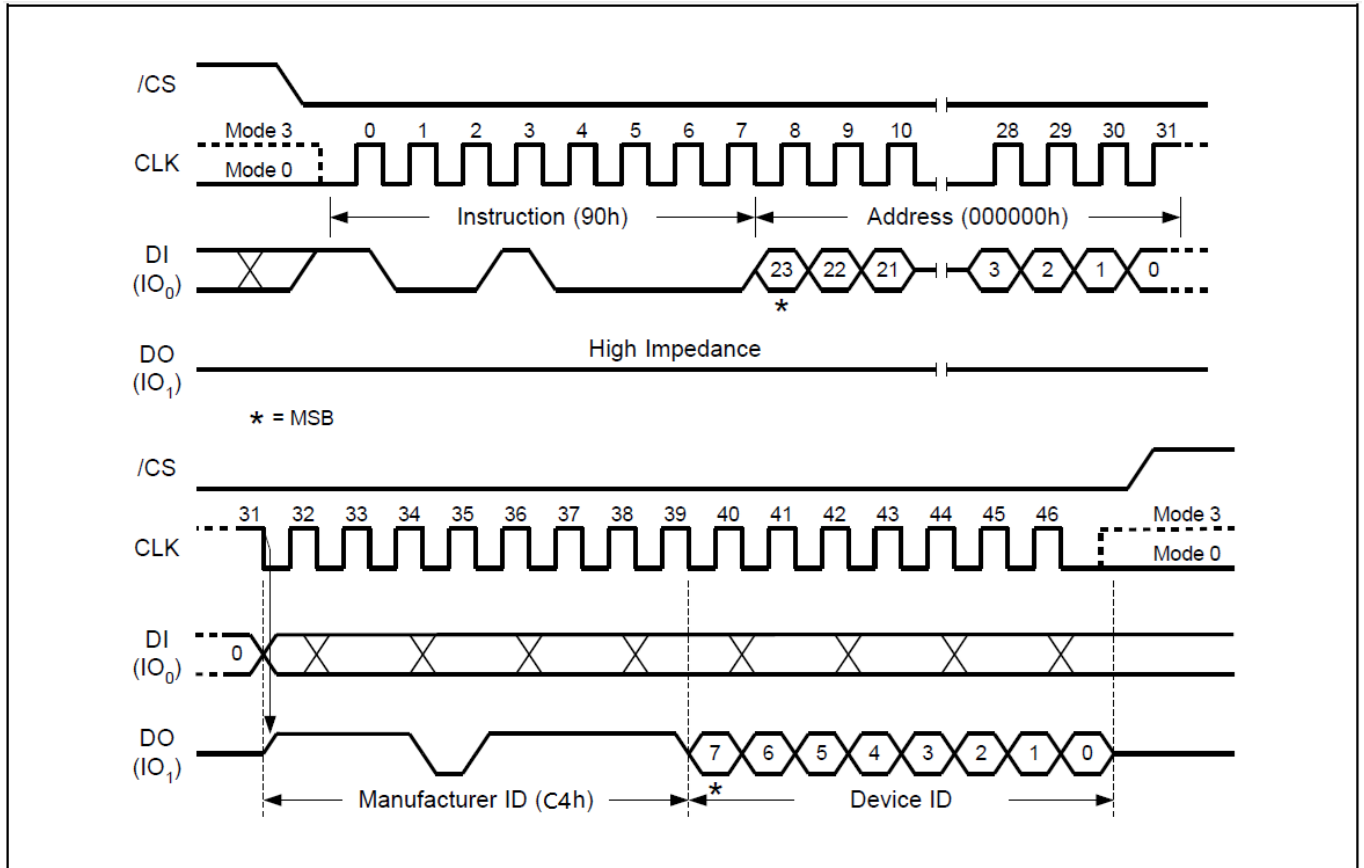 /CS
Mode 3 0 1 2 3 4 5 6 7 8 9 10 28 29 30 31
CLK
Mode 0
Instruction (90h) Address (000000h)
DI
(IO0)
23 22 21 3 2 1 0
*
DO
(IO1)
High Impedance
* = MSB
/CS
31 32 33 34 35 36 37 38 39 40 41 42 43 44 45 46 Mode 3
CLK
Mode 0
DI
(IO0)
0
DO
(IO1)
7 6 5 4 3 2 1 0
*
Manufacturer ID (C4h) Device ID